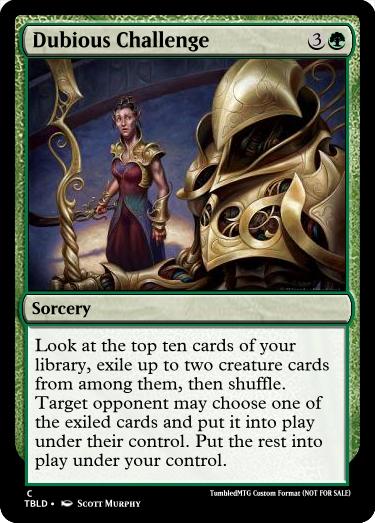 Dubious Challenge 3
Sorcery
Look at the top ten cards of your
library, exile up to two creature cards
from among them, then shuffle.
Target opponent may choose one of
the exiled cards and put it into play
under their control. Put the rest into
play under your control.
C
TBLD • Scott Murphy
TumbledMTG Custom Format (NOT FOR SALE)